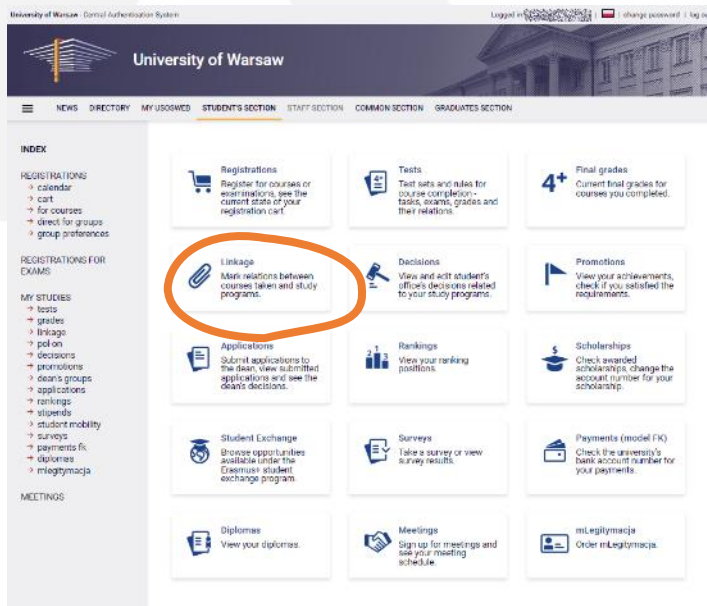 University of Warsaw - Central Authentication System
Logged in
change password | log ou
University of Warsaw
NEWS DIRECTORY MY USOSWEB STUDENT'S SECTION STAFF SECTION COMMON SECTION GRADUATES SECTION
INDEX
REGISTRATIONS
calendar
cart
for courses
direct for groups
group preferences
REGISTRATIONS FOR
EXAMS
MY STUDIES
tests
grades
linkage
pol-on
decisions
promotions
dean's groups
applications
rankings
stipends
student mobility
surveys
payments fk
diplomas
mlegitymacja
MEETINGS
Registrations
Register for courses or
examinations, see the
current state of your
registration cart.
4+
Tests
Test sets and rules for
course completion -
tasks, exams, grades and
their relations.
4+
Final grades
Current final grades for
courses you completed.
Linkage
Mark relations between
courses taken and study
programs.
Decisions
View and edit student's
office's decisions related
to your study programs.
Promotions
View your achievements,
check if you satisfied the
requirements.
Applications
Submit applications to
the dean, view submitted
applications and see the
dean's decisions.
2 1 3
Rankings
View your ranking
positions.
$
Scholarships
Check awarded
scholarships, change the
account number for your
scholarship.
Student Exchange
Browse opportunities
available under the
Erasmus+ student
exchange program.
Surveys
Take a survey or view
survey results.
Payments (model FK)
Check the university's
bank account number for
your payments.
Diplomas
View your diplomas.
Meetings
Sign up for meetings and
see your meeting
schedule.
mLegitymacja
Order mLegitymacja.